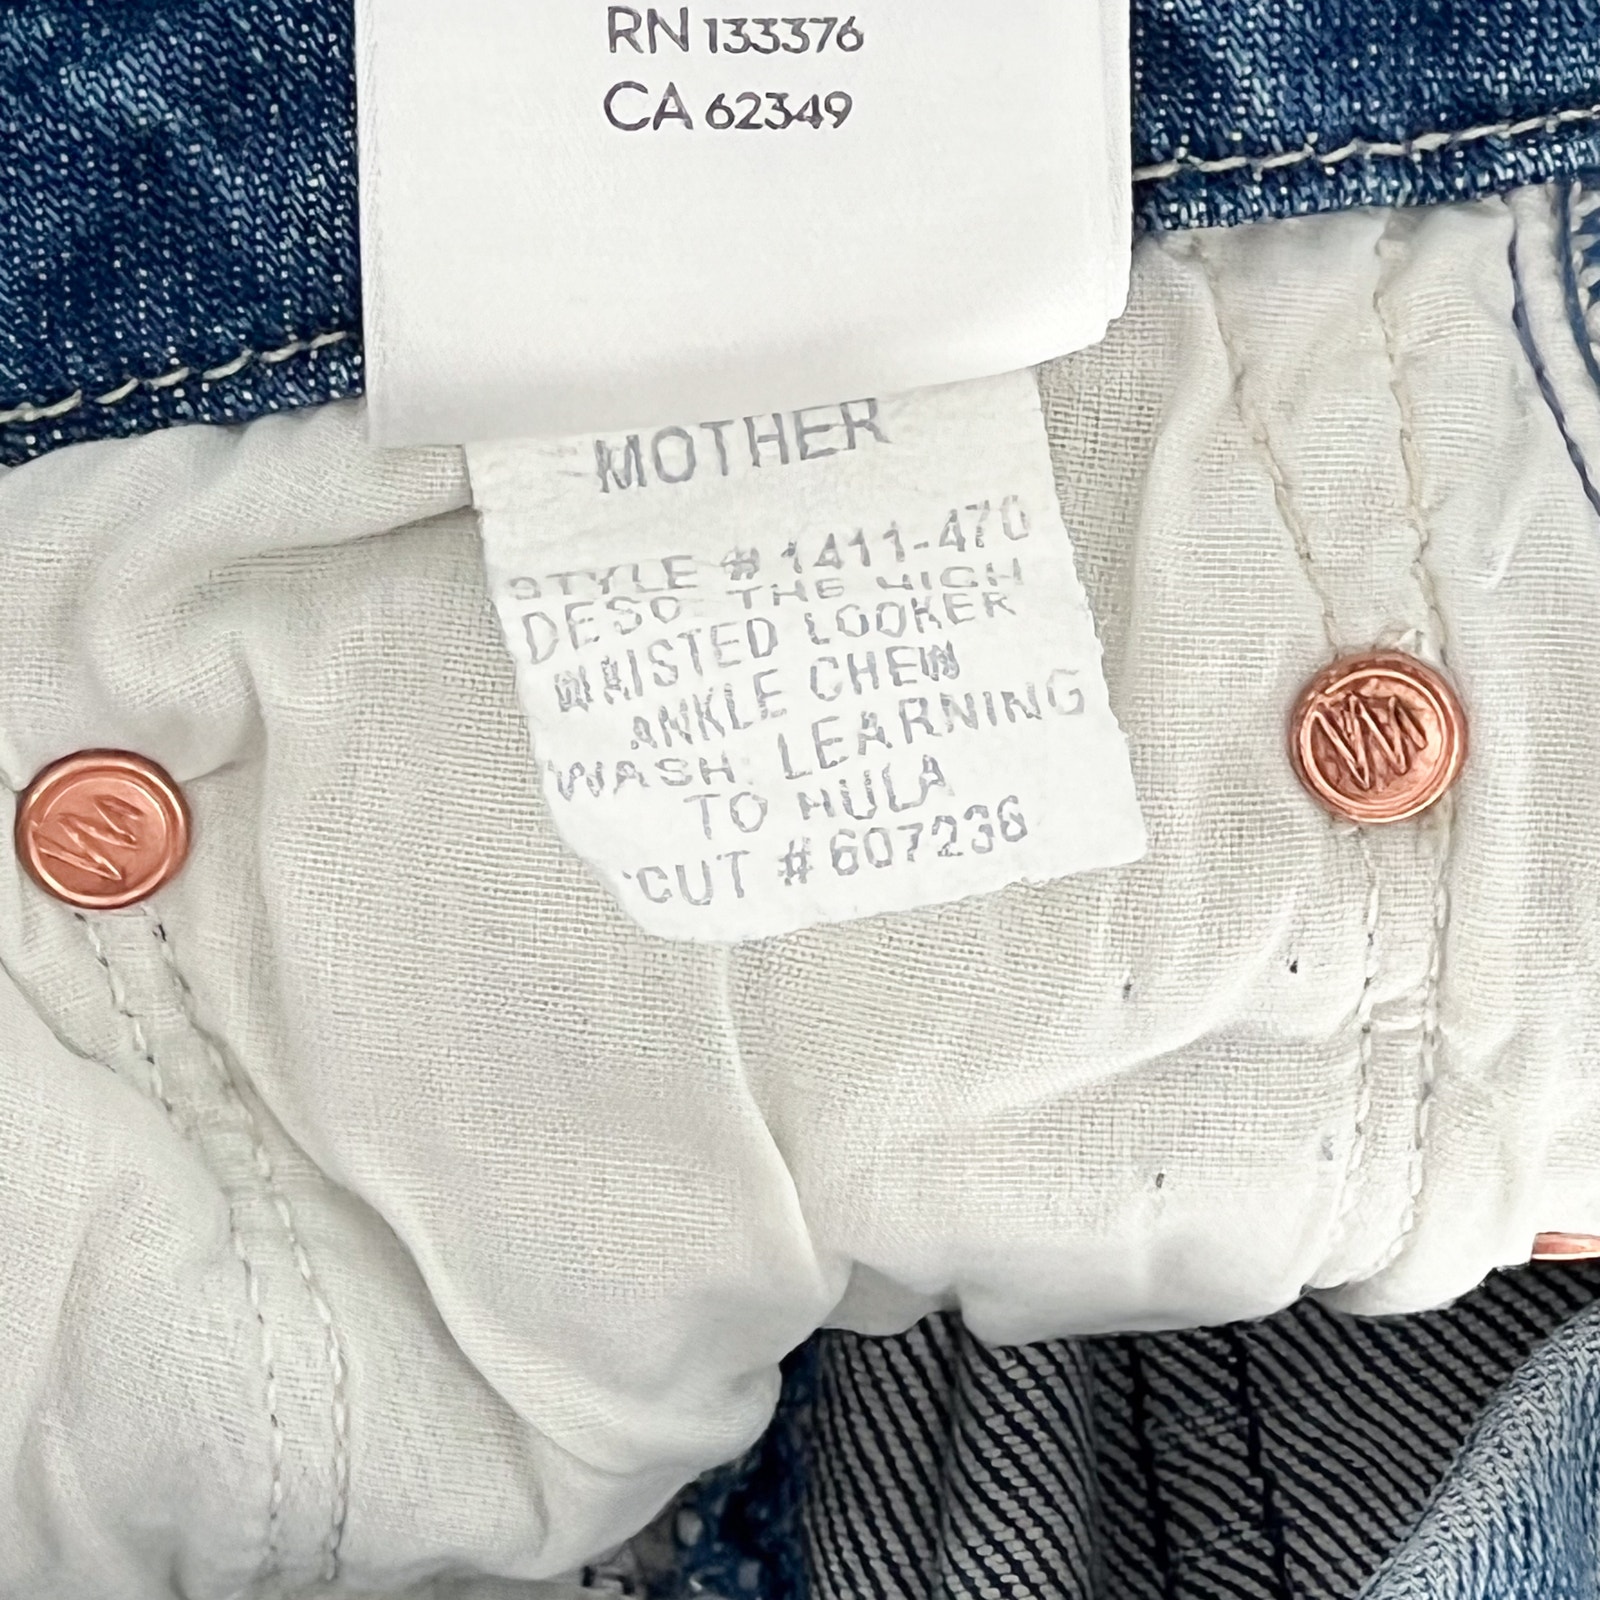 RN 133376
CA 62349
MOTHER
STYLE # 1411-470
DESC: THE HIGH
WAISTED LOOKER
ANKLE CHEW
WASH: LEARNING
TO HULA
CUT # 607236